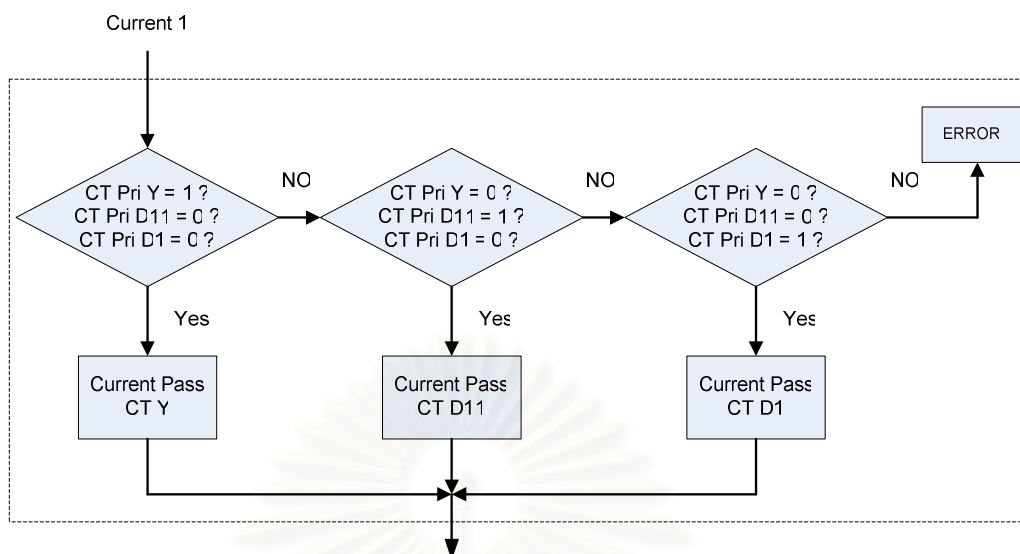 Current 1
ERROR
CT Pri Y = 1 ?
CT Pri D11 = 0 ?
CT Pri D1 = 0 ?
NO
CT Pri Y = 0 ?
CT Pri D11 = 1 ?
CT Pri D1 = 0 ?
NO
CT Pri Y = 0 ?
CT Pri D11 = 0 ?
CT Pri D1 = 1 ?
NO
Yes
Yes
Yes
Current Pass
CT Y
Current Pass
CT D11
Current Pass
CT D1